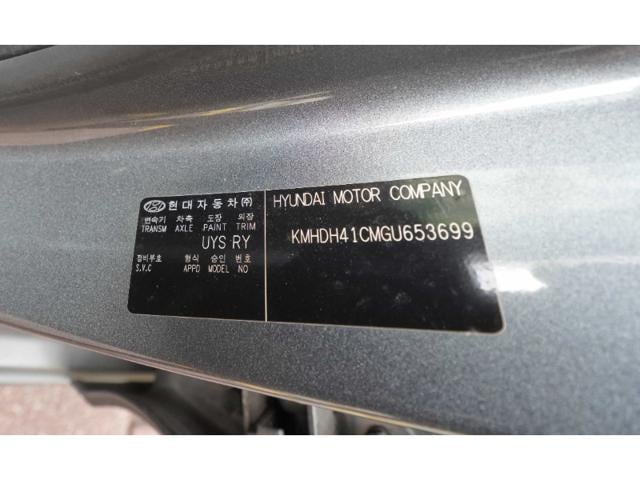 현대자동차㈜
변속기 차축 도장 외장
TRANSM AXLE PAINT TRIM
UYS RY
정비부호 형식 승인 번호
S.V.C APPD MODEL NO
HYUNDAI MOTOR COMPANY
KMHDH41CMGU653699